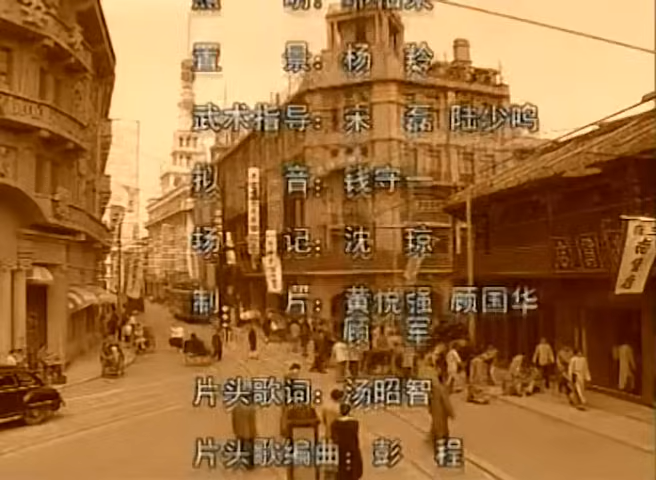 置 景：杨 羚
武术指导：宋 磊 陆少鸣
拟 音：钱守一
场 记：沈 琼
制 片：黄悦强 顾国华
顾 军
片头歌词：汤昭智
片头歌编曲：彭 程